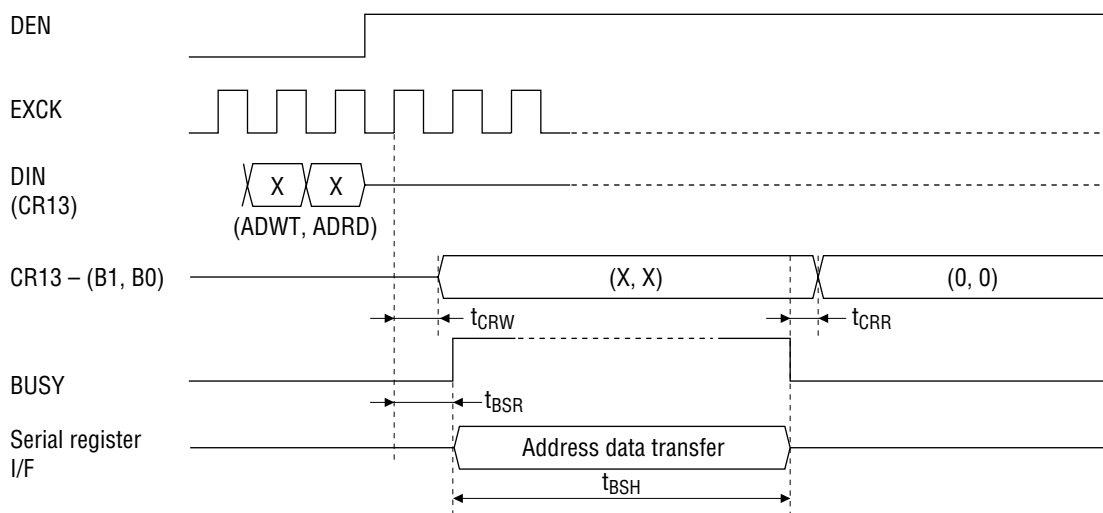 DEN
EXCK
DIN
(CR13)
X X
(ADWT, ADRD)
CR13 – (B1, B0)
(X, X) (0, 0)
tCRW tCRR
BUSY
tBSR
Serial register
I/F
Address data transfer
tBSH